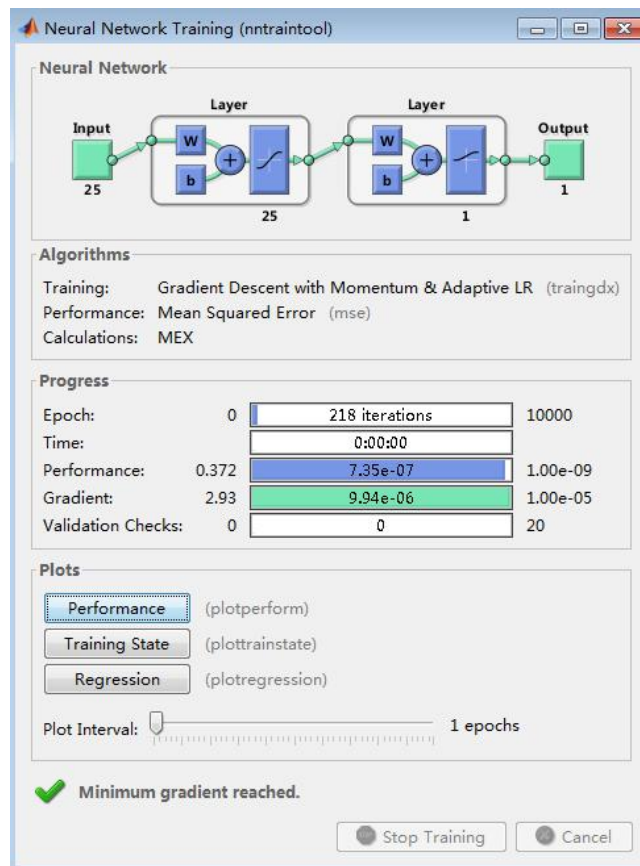 Neural Network Training (nntraintool)
Neural Network
Layer Layer
Input Output
W W
b b
25 25 1 1
Algorithms
Training: Gradient Descent with Momentum & Adaptive LR (traingdx)
Performance: Mean Squared Error (mse)
Calculations: MEX
Progress
Epoch: 0 218 iterations 10000
Time: 0:00:00
Performance: 0.372 7.35e-07 1.00e-09
Gradient: 2.93 9.94e-06 1.00e-05
Validation Checks: 0 0 20
Plots
Performance (plotperform)
Training State (plottrainstate)
Regression (plotregression)
Plot Interval: 1 epochs
Minimum gradient reached.
Stop Training Cancel